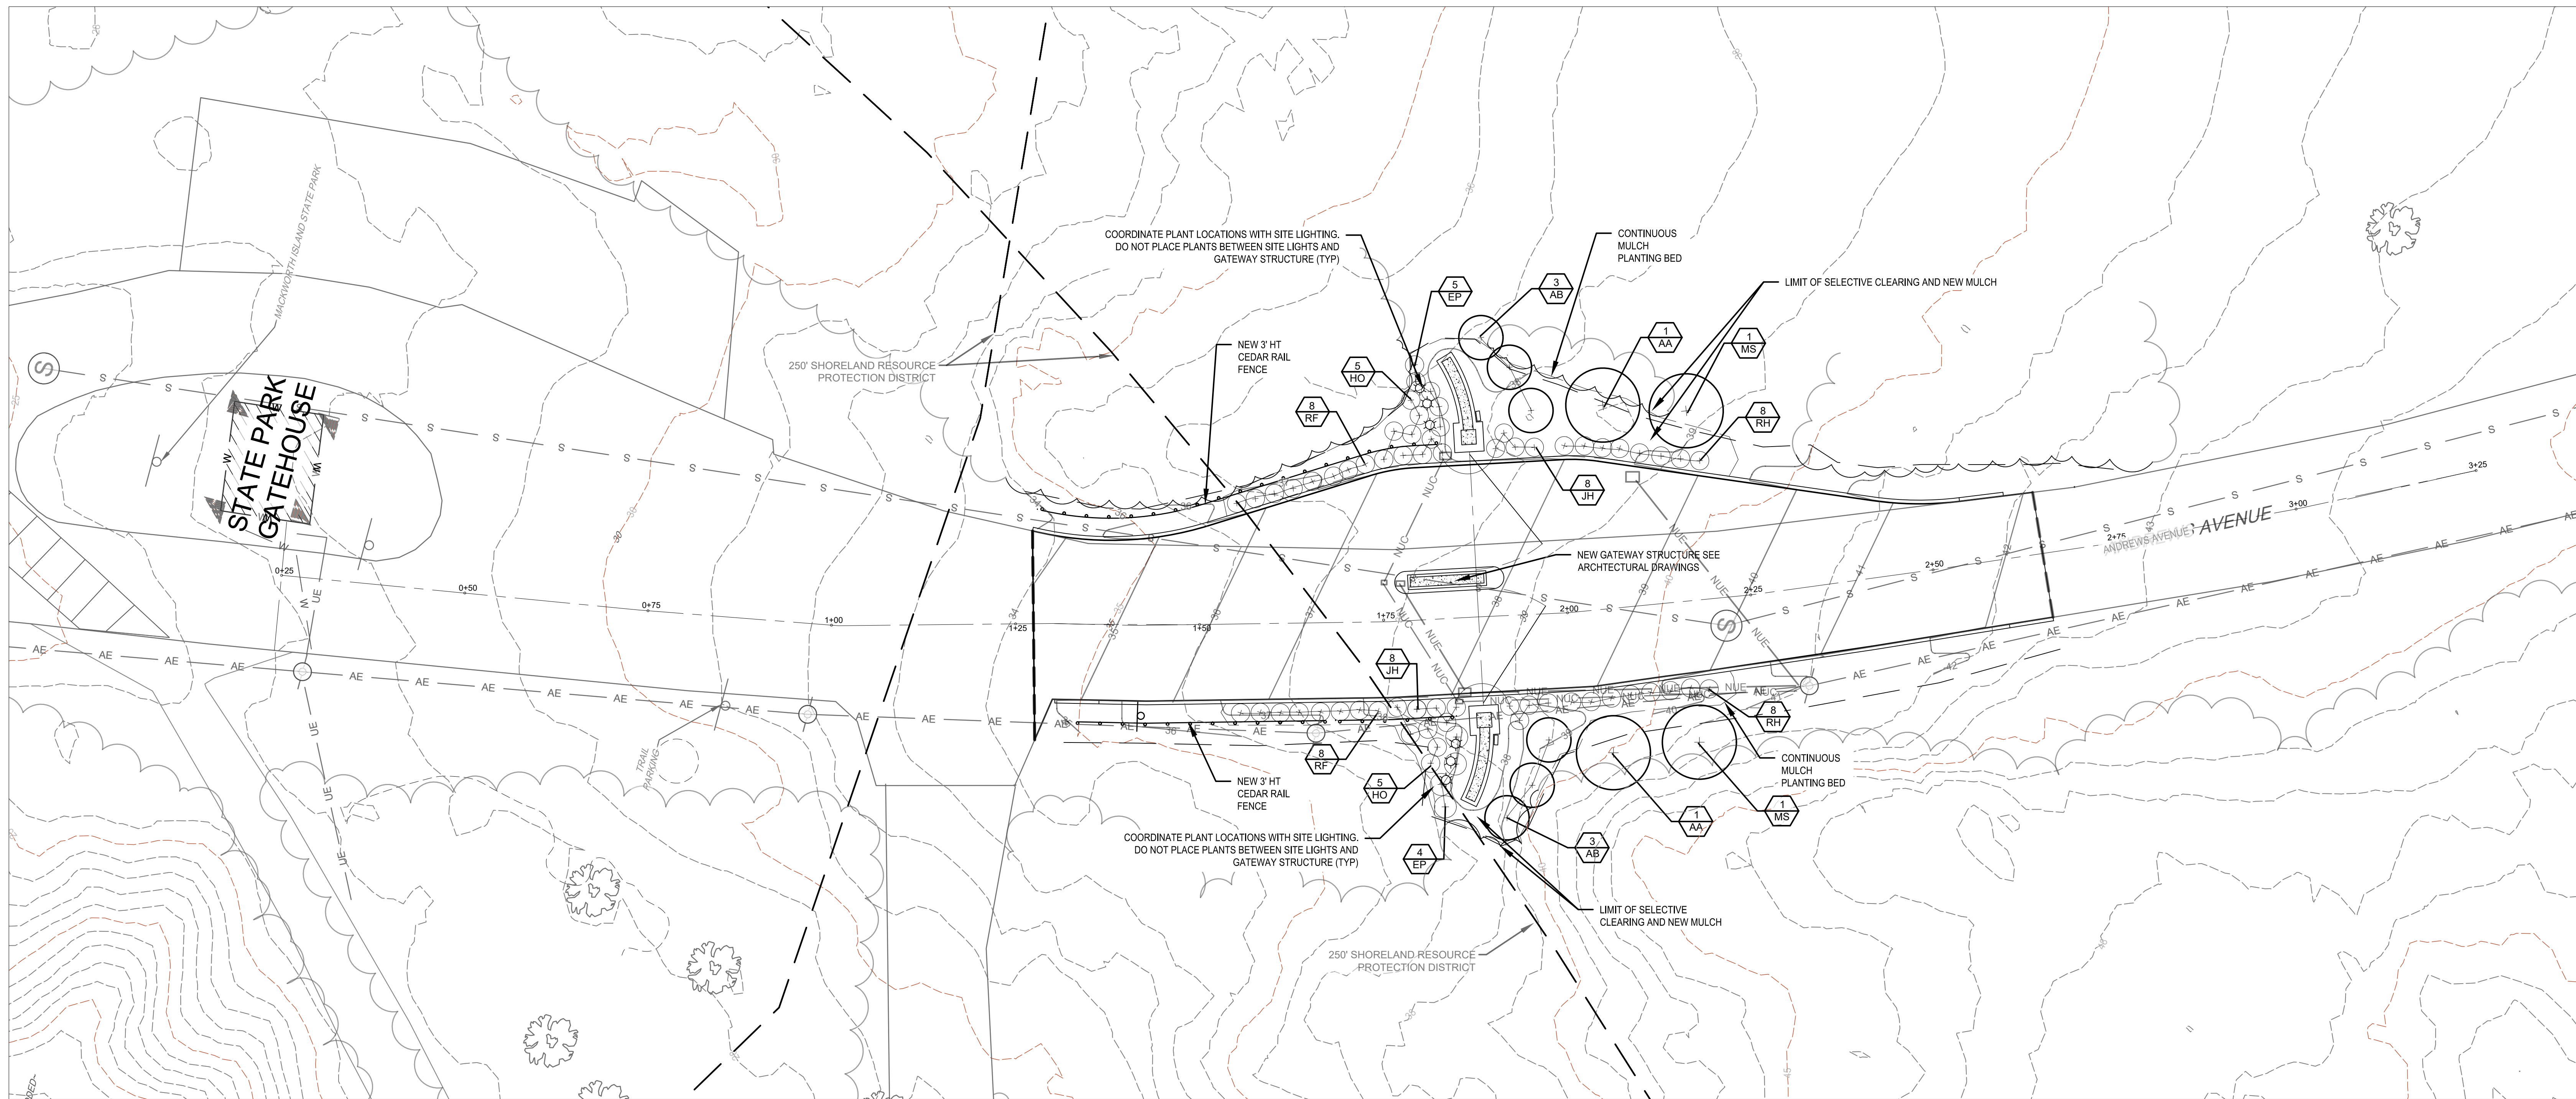 MACKWORTH ISLAND STATE PARK
STATE PARK
GATEHOUSE
250' SHORELAND RESOURCE
PROTECTION DISTRICT
COORDINATE PLANT LOCATIONS WITH SITE LIGHTING.
DO NOT PLACE PLANTS BETWEEN SITE LIGHTS AND
GATEWAY STRUCTURE (TYP)
CONTINUOUS
MULCH
PLANTING BED
LIMIT OF SELECTIVE CLEARING AND NEW MULCH
NEW 3' HT
CEDAR RAIL
FENCE
5
EP
3
AB
1
AA
1
MS
5
HO
8
RF
8
RH
8
JH
NEW GATEWAY STRUCTURE SEE
ARCHTECTURAL DRAWINGS
ANDREWS AVENUE
AVENUE
0+25
0+50
0+75
1+00
1+25
1+50
1+75
2+00
2+25
2+50
2+75
3+00
3+25
8
JH
8
RF
5
HO
4
EP
3
AB
1
AA
1
MS
8
RH
TRAIL
PARKING
NEW 3' HT
CEDAR RAIL
FENCE
CONTINUOUS
MULCH
PLANTING BED
COORDINATE PLANT LOCATIONS WITH SITE LIGHTING.
DO NOT PLACE PLANTS BETWEEN SITE LIGHTS AND
GATEWAY STRUCTURE (TYP)
LIMIT OF SELECTIVE
CLEARING AND NEW MULCH
250' SHORELAND RESOURCE
PROTECTION DISTRICT